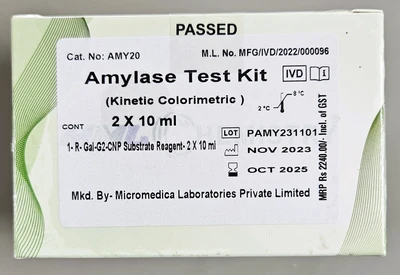 PASSED
Cat. No: AMY20
M.L. No. MFG/IVD/2022/000096
Amylase Test Kit
IVD
(Kinetic Colorimetric )
2 °C
8 °C
2 X 10 ml
CONT
1- R- Gal-G2-CNP Substrate Reagent- 2 X 10 ml
LOT PAMY231101
NOV 2023
OCT 2025
MRP Rs 2240.00/- Incl. of GST
Mkd. By- Micromedica Laboratories Private Limited